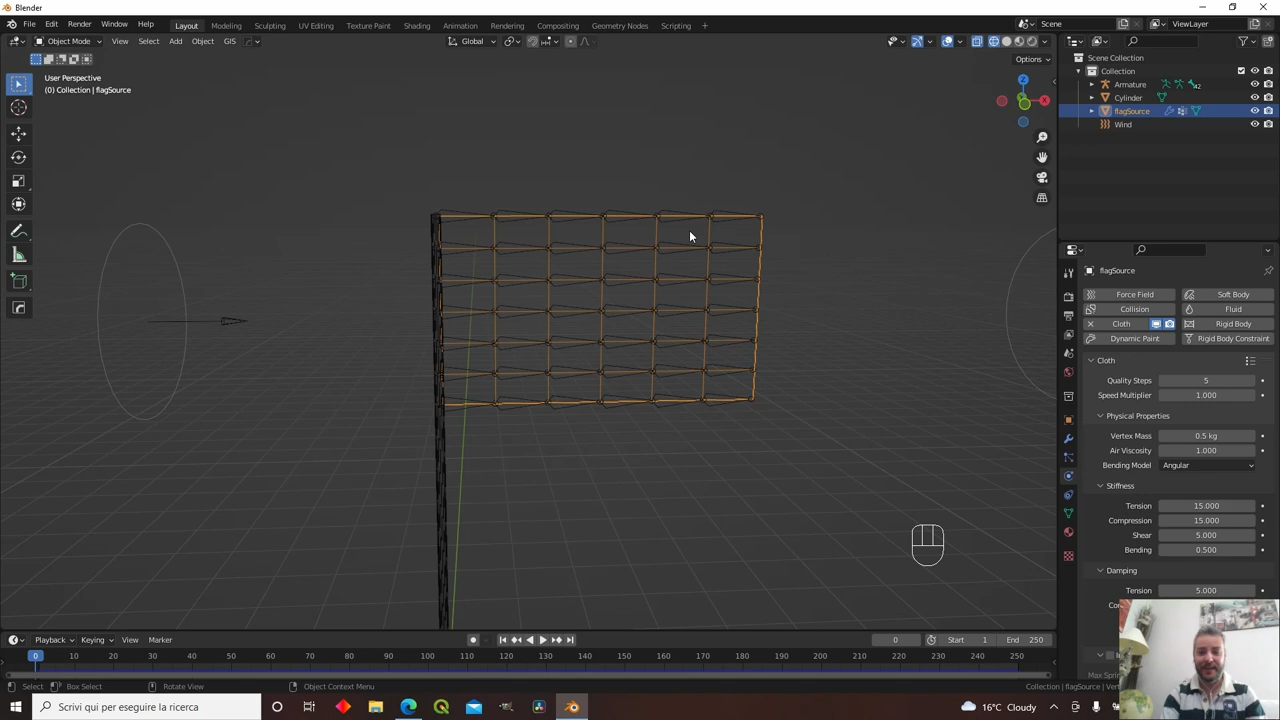 Blender
File Edit Render Window Help
Layout Modeling Sculpting UV Editing Texture Paint Shading Animation Rendering Compositing Geometry Nodes Scripting +
Scene
ViewLayer
Object Mode View Select Add Object GIS
Global
Options
User Perspective
(0) Collection | flagSource
Z
X
Scene Collection
Collection
Armature
42
Cylinder
flagSource
Wind
flagSource
Force Field
Soft Body
Collision
Fluid
Cloth
Rigid Body
Dynamic Paint
Rigid Body Constraint
Cloth
Quality Steps 5
Speed Multiplier 1.000
Physical Properties
Vertex Mass 0.5 kg
Air Viscosity 1.000
Bending Model Angular
Stiffness
Tension 15.000
Compression 15.000
Shear 5.000
Bending 0.500
Damping
Tension 5.000
Max Sprin
Playback Keying View Marker
0
Start 1
End 250
0 10 20 30 40 50 60 70 80 90 100 110 120 130 140 150 160 170 180 190 200 210 220 230 240 250
Select Box Select Rotate View Object Context Menu
Collection | flagSource | Vert
Scrivi qui per eseguire la ricerca
16°C Cloudy